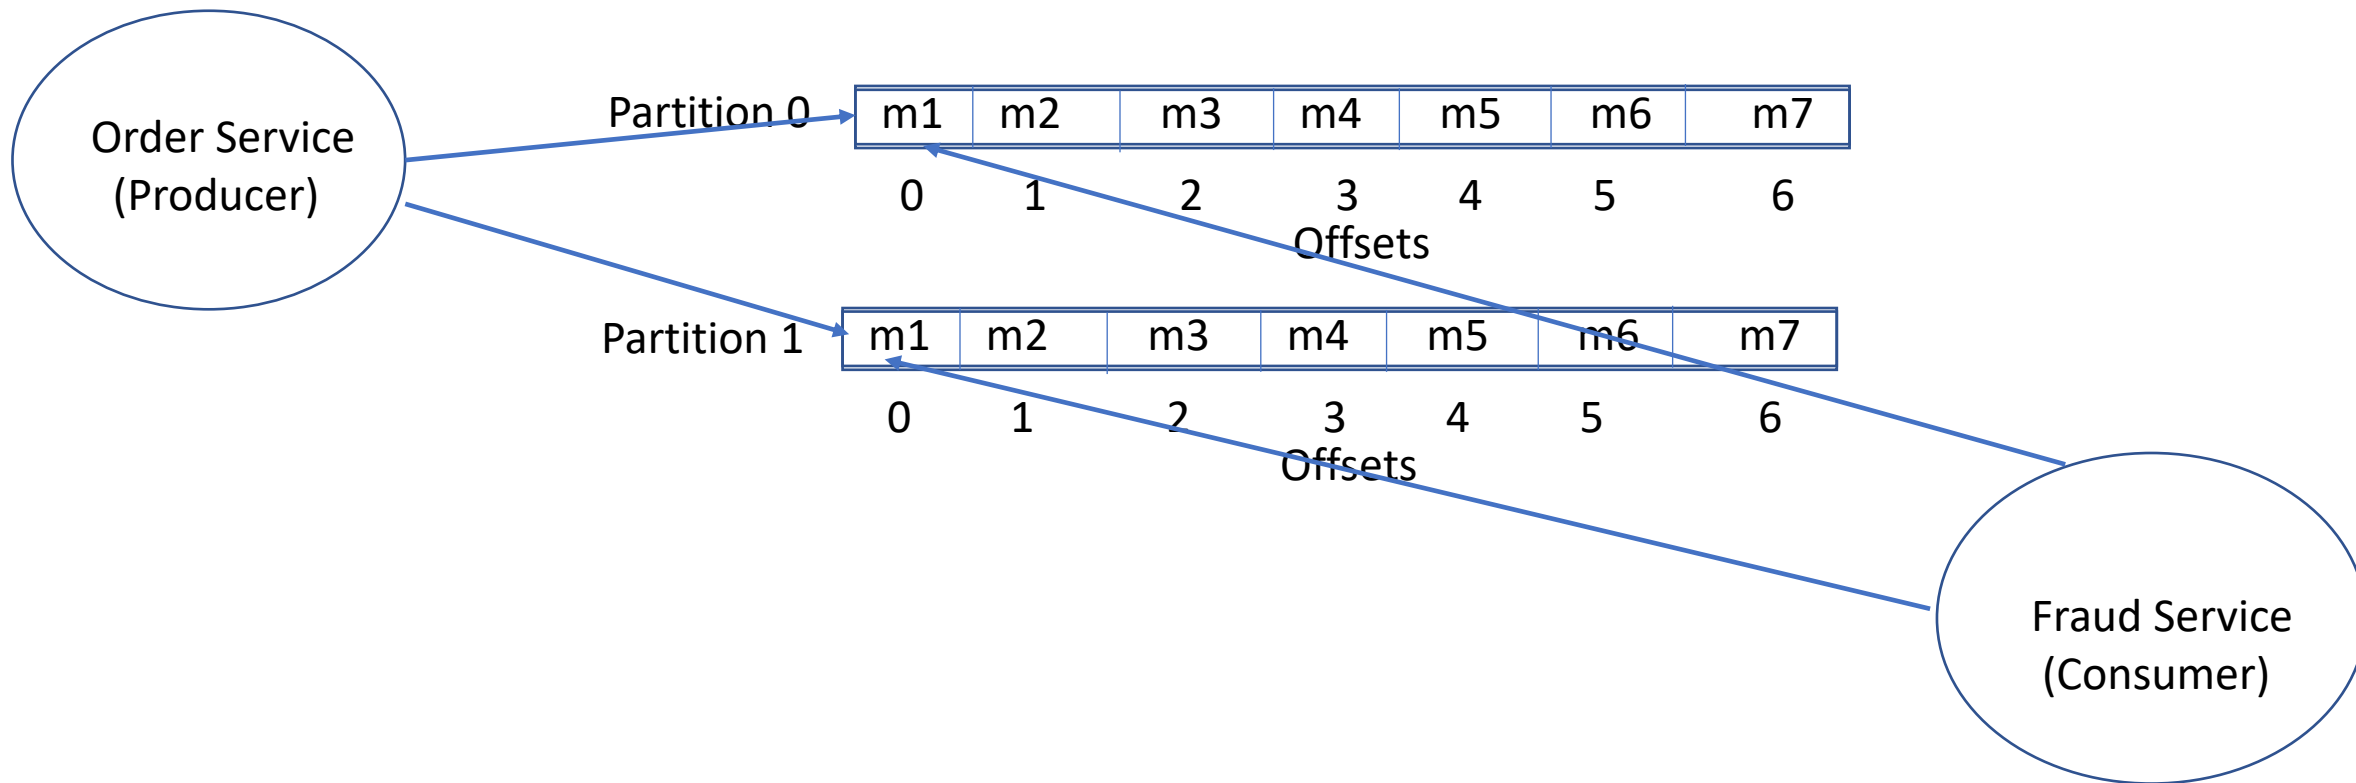 Order Service
(Producer)
Partition 0
m1 m2 m3 m4 m5 m6 m7
0 1 2 3 4 5 6
Offsets
Partition 1
m1 m2 m3 m4 m5 m6 m7
0 1 2 3 4 5 6
Offsets
Fraud Service
(Consumer)